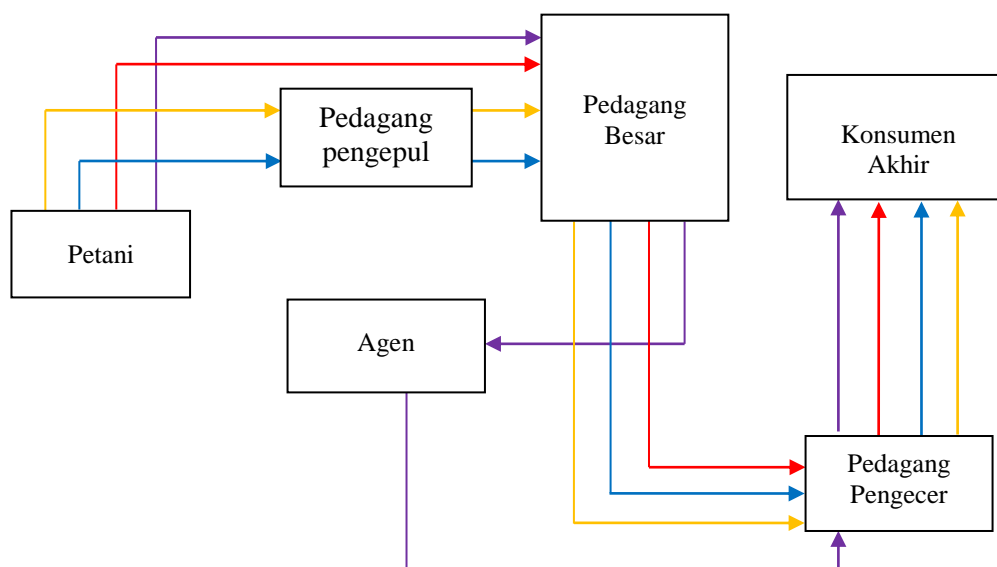 Pedagang
Besar
Pedagang
pengepul
Konsumen
Akhir
Petani
Agen
Pedagang
Pengecer